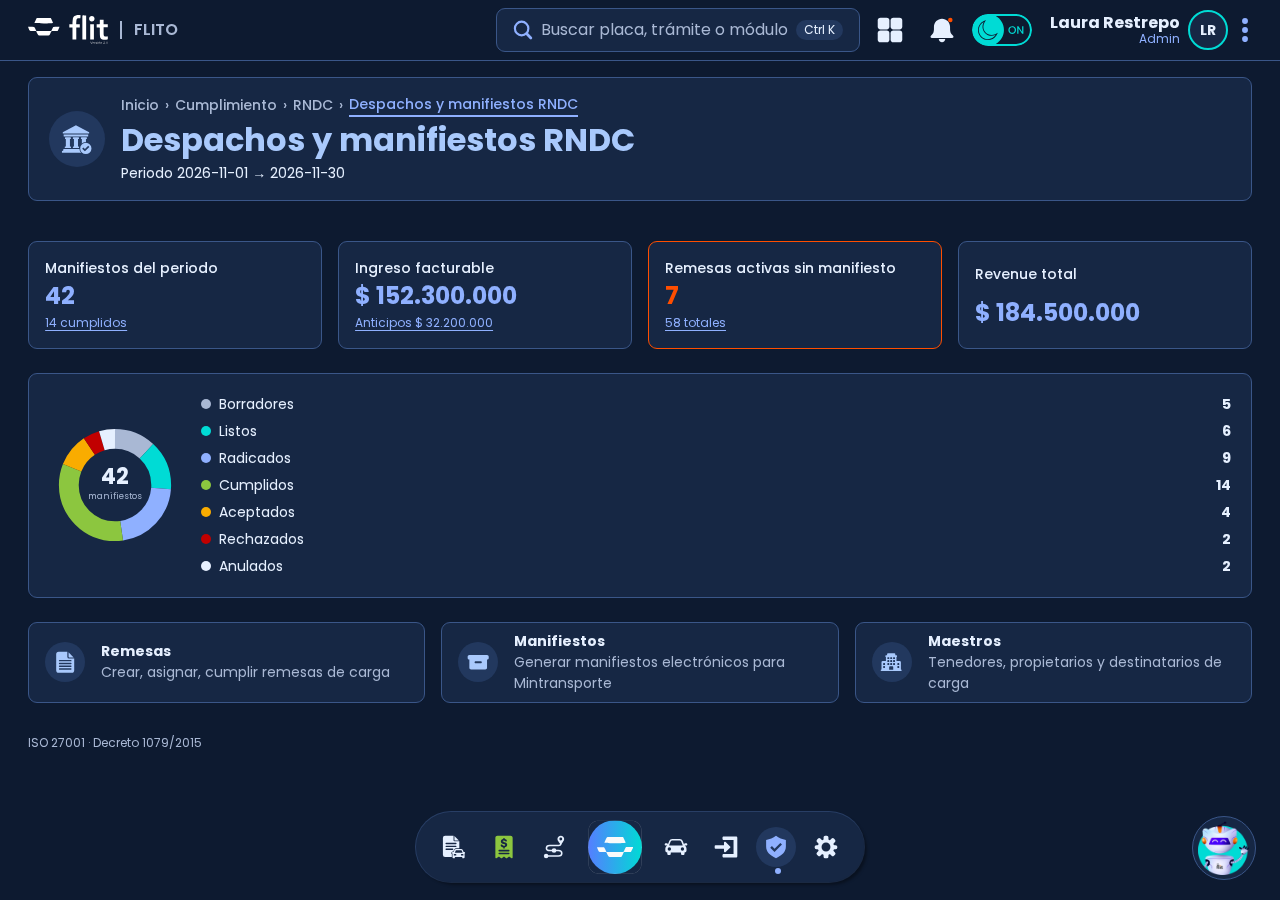 flit | FLITO
Buscar placa, trámite o módulo Ctrl K
ON
Laura Restrepo
Admin
LR
Inicio › Cumplimiento › RNDC › Despachos y manifiestos RNDC
Despachos y manifiestos RNDC
Periodo 2026-11-01 → 2026-11-30
Manifiestos del periodo
42
14 cumplidos
Ingreso facturable
$ 152.300.000
Anticipos $ 32.200.000
Remesas activas sin manifiesto
7
58 totales
Revenue total
$ 184.500.000
42
manifiestos
Borradores 5
Listos 6
Radicados 9
Cumplidos 14
Aceptados 4
Rechazados 2
Anulados 2
Remesas
Crear, asignar, cumplir remesas de carga
Manifiestos
Generar manifiestos electrónicos para
Mintransporte
Maestros
Tenedores, propietarios y destinatarios de
carga
ISO 27001 · Decreto 1079/2015